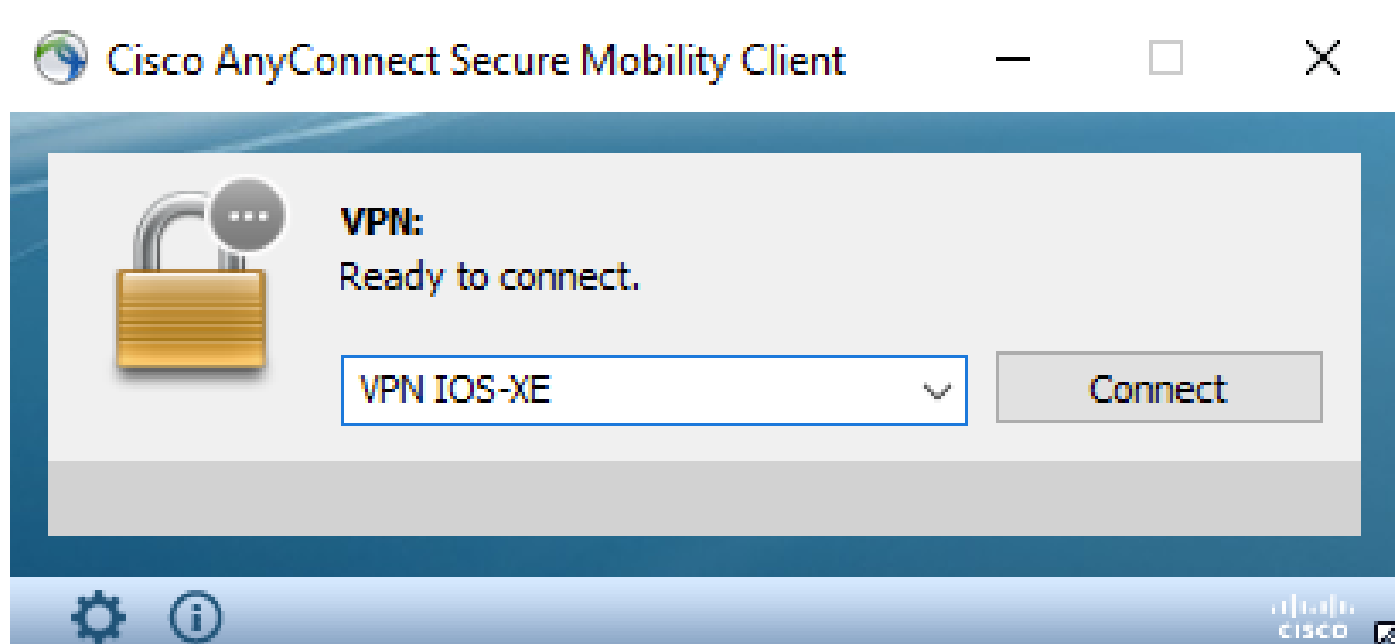 Cisco AnyConnect Secure Mobility Client
VPN:
Ready to connect.
VPN IOS-XE
Connect
CISCO